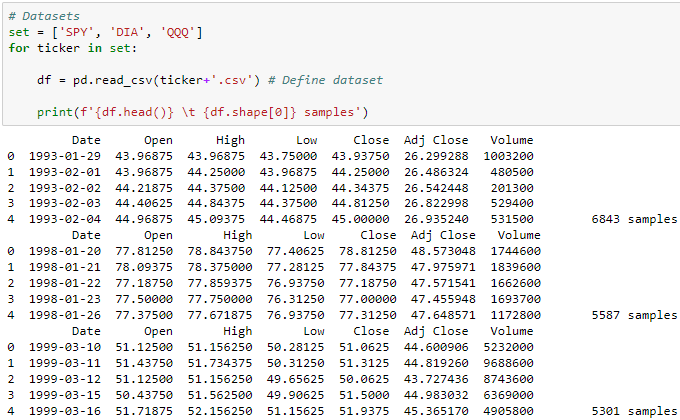 # Datasets
set = ['SPY', 'DIA', 'QQQ']
for ticker in set:
df = pd.read_csv(ticker+'.csv') # Define dataset
print(f'{df.head()} \t {df.shape[0]} samples')
Date Open High Low Close Adj Close Volume
0 1993-01-29 43.96875 43.96875 43.75000 43.93750 26.299288 1003200
1 1993-02-01 43.96875 44.25000 43.96875 44.25000 26.486324 480500
2 1993-02-02 44.21875 44.37500 44.12500 44.34375 26.542448 201300
3 1993-02-03 44.40625 44.84375 44.37500 44.81250 26.822998 529400
4 1993-02-04 44.96875 45.09375 44.46875 45.00000 26.935240 531500 6843 samples
Date Open High Low Close Adj Close Volume
0 1998-01-20 77.81250 78.843750 77.40625 78.81250 48.573048 1744600
1 1998-01-21 78.09375 78.375000 77.28125 77.84375 47.975971 1839600
2 1998-01-22 77.18750 77.859375 76.93750 77.18750 47.571541 1662600
3 1998-01-23 77.50000 77.750000 76.31250 77.00000 47.455948 1693700
4 1998-01-26 77.37500 77.671875 76.93750 77.31250 47.648571 1172800 5587 samples
Date Open High Low Close Adj Close Volume
0 1999-03-10 51.12500 51.156250 50.28125 51.0625 44.600906 5232000
1 1999-03-11 51.43750 51.734375 50.31250 51.3125 44.819260 9688600
2 1999-03-12 51.12500 51.156250 49.65625 50.0625 43.727436 8743600
3 1999-03-15 50.43750 51.562500 49.90625 51.5000 44.983032 6369000
4 1999-03-16 51.71875 52.156250 51.15625 51.9375 45.365170 4905800 5301 samples